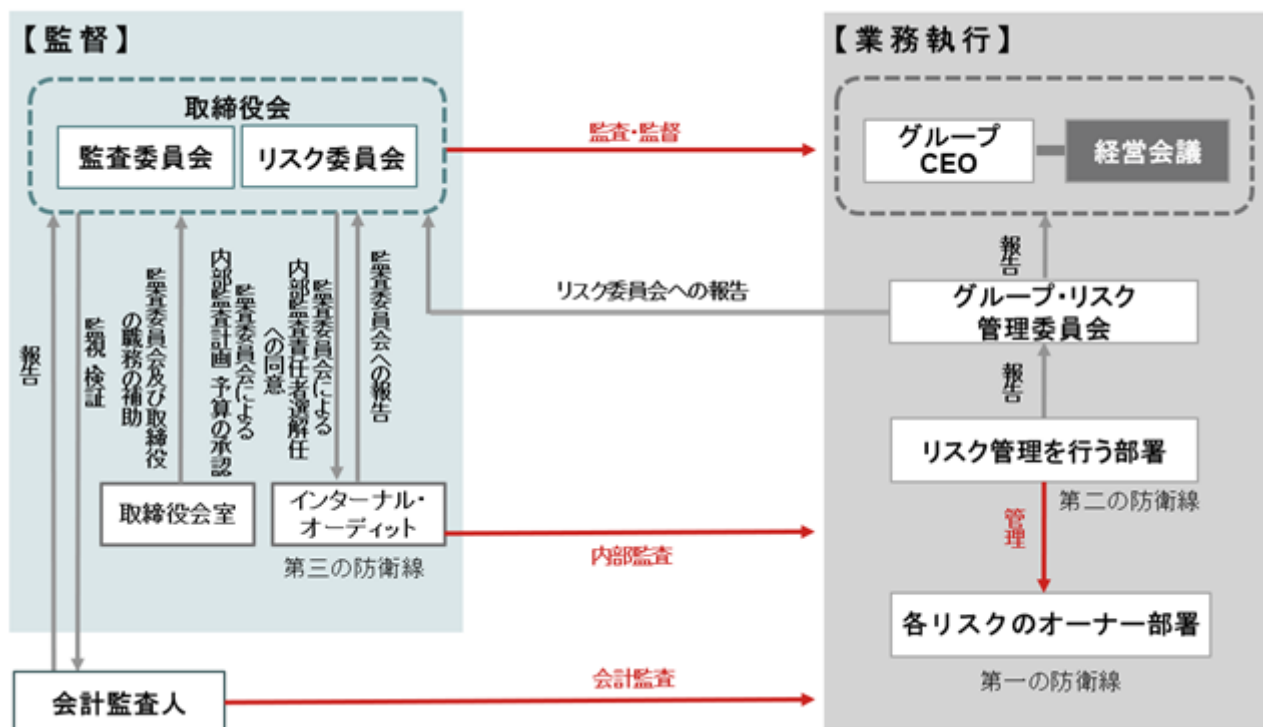 【監督】
取締役会
監査委員会
リスク委員会
報告
監視・検証
監査委員会及び取締役
の職務の補助
監査委員会による
内部監査計画・予算の承認
監査委員会による
内部監査責任者選解任
への同意
監査委員会への報告
取締役会室
インターナル・
オーディット
第三の防衛線
会計監査人
監査・監督
リスク委員会への報告
内部監査
会計監査
【業務執行】
グループ
CEO
経営会議
報告
グループ・リスク
管理委員会
報告
リスク管理を行う部署
第二の防衛線
管理
各リスクのオーナー部署
第一の防衛線